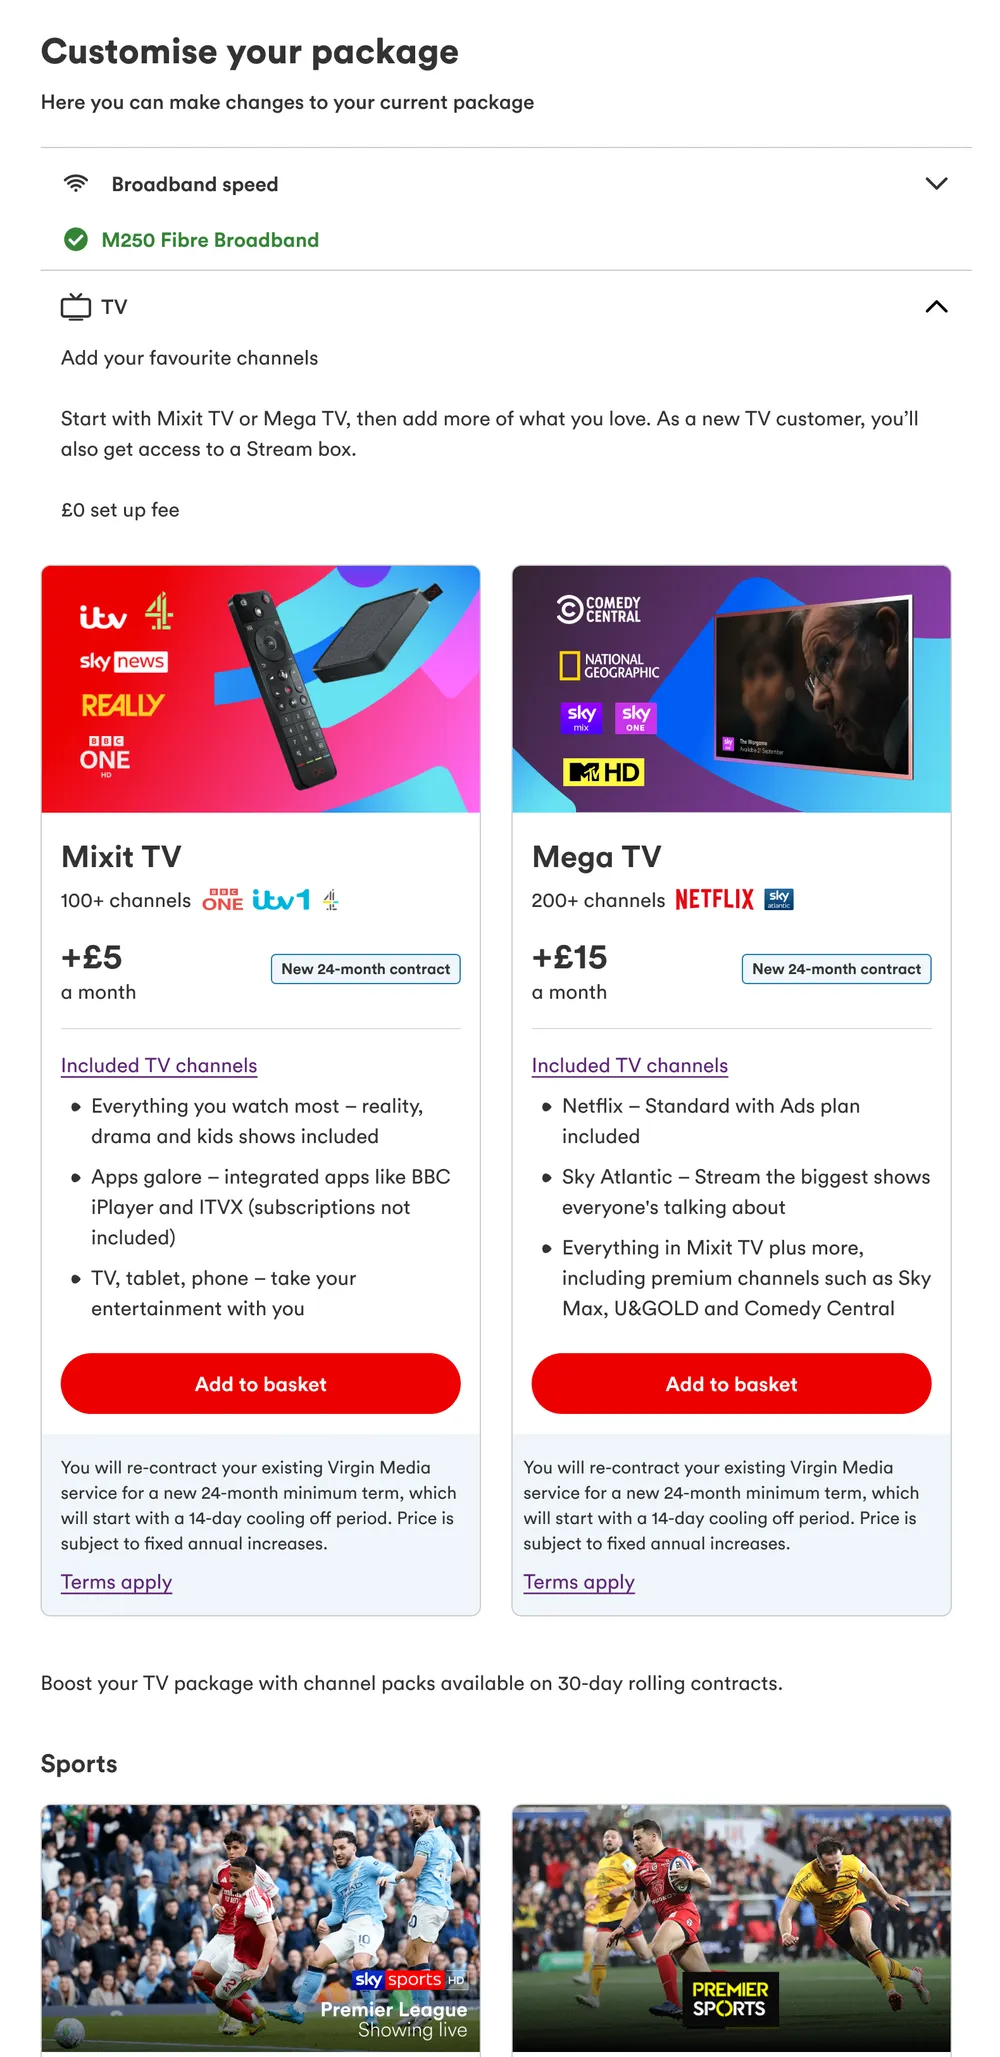 Customise your package
Here you can make changes to your current package
Broadband speed
M250 Fibre Broadband
TV
Add your favourite channels
Start with Mixit TV or Mega TV, then add more of what you love. As a new TV customer, you’ll
also get access to a Stream box.
£0 set up fee
itv 4
sky news
REALLY
BBC
ONE
HD
Mixit TV
100+ channels BBC ONE itv1 4
+£5
a month
New 24-month contract
Included TV channels
Everything you watch most – reality,
drama and kids shows included
Apps galore – integrated apps like BBC
iPlayer and ITVX (subscriptions not
included)
TV, tablet, phone – take your
entertainment with you
Add to basket
You will re-contract your existing Virgin Media
service for a new 24-month minimum term, which
will start with a 14-day cooling off period. Price is
subject to fixed annual increases.
Terms apply
COMEDY
CENTRAL
NATIONAL
GEOGRAPHIC
sky mix
sky ONE
MTV HD
sky one
The Wargame
Mega TV
200+ channels NETFLIX sky atlantic
+£15
a month
New 24-month contract
Included TV channels
Netflix – Standard with Ads plan
included
Sky Atlantic – Stream the biggest shows
everyone's talking about
Everything in Mixit TV plus more,
including premium channels such as Sky
Max, U&GOLD and Comedy Central
Add to basket
You will re-contract your existing Virgin Media
service for a new 24-month minimum term, which
will start with a 14-day cooling off period. Price is
subject to fixed annual increases.
Terms apply
Boost your TV package with channel packs available on 30-day rolling contracts.
Sports
10
sky sports HD
Premier League
Showing live
PREMIER
SPORTS